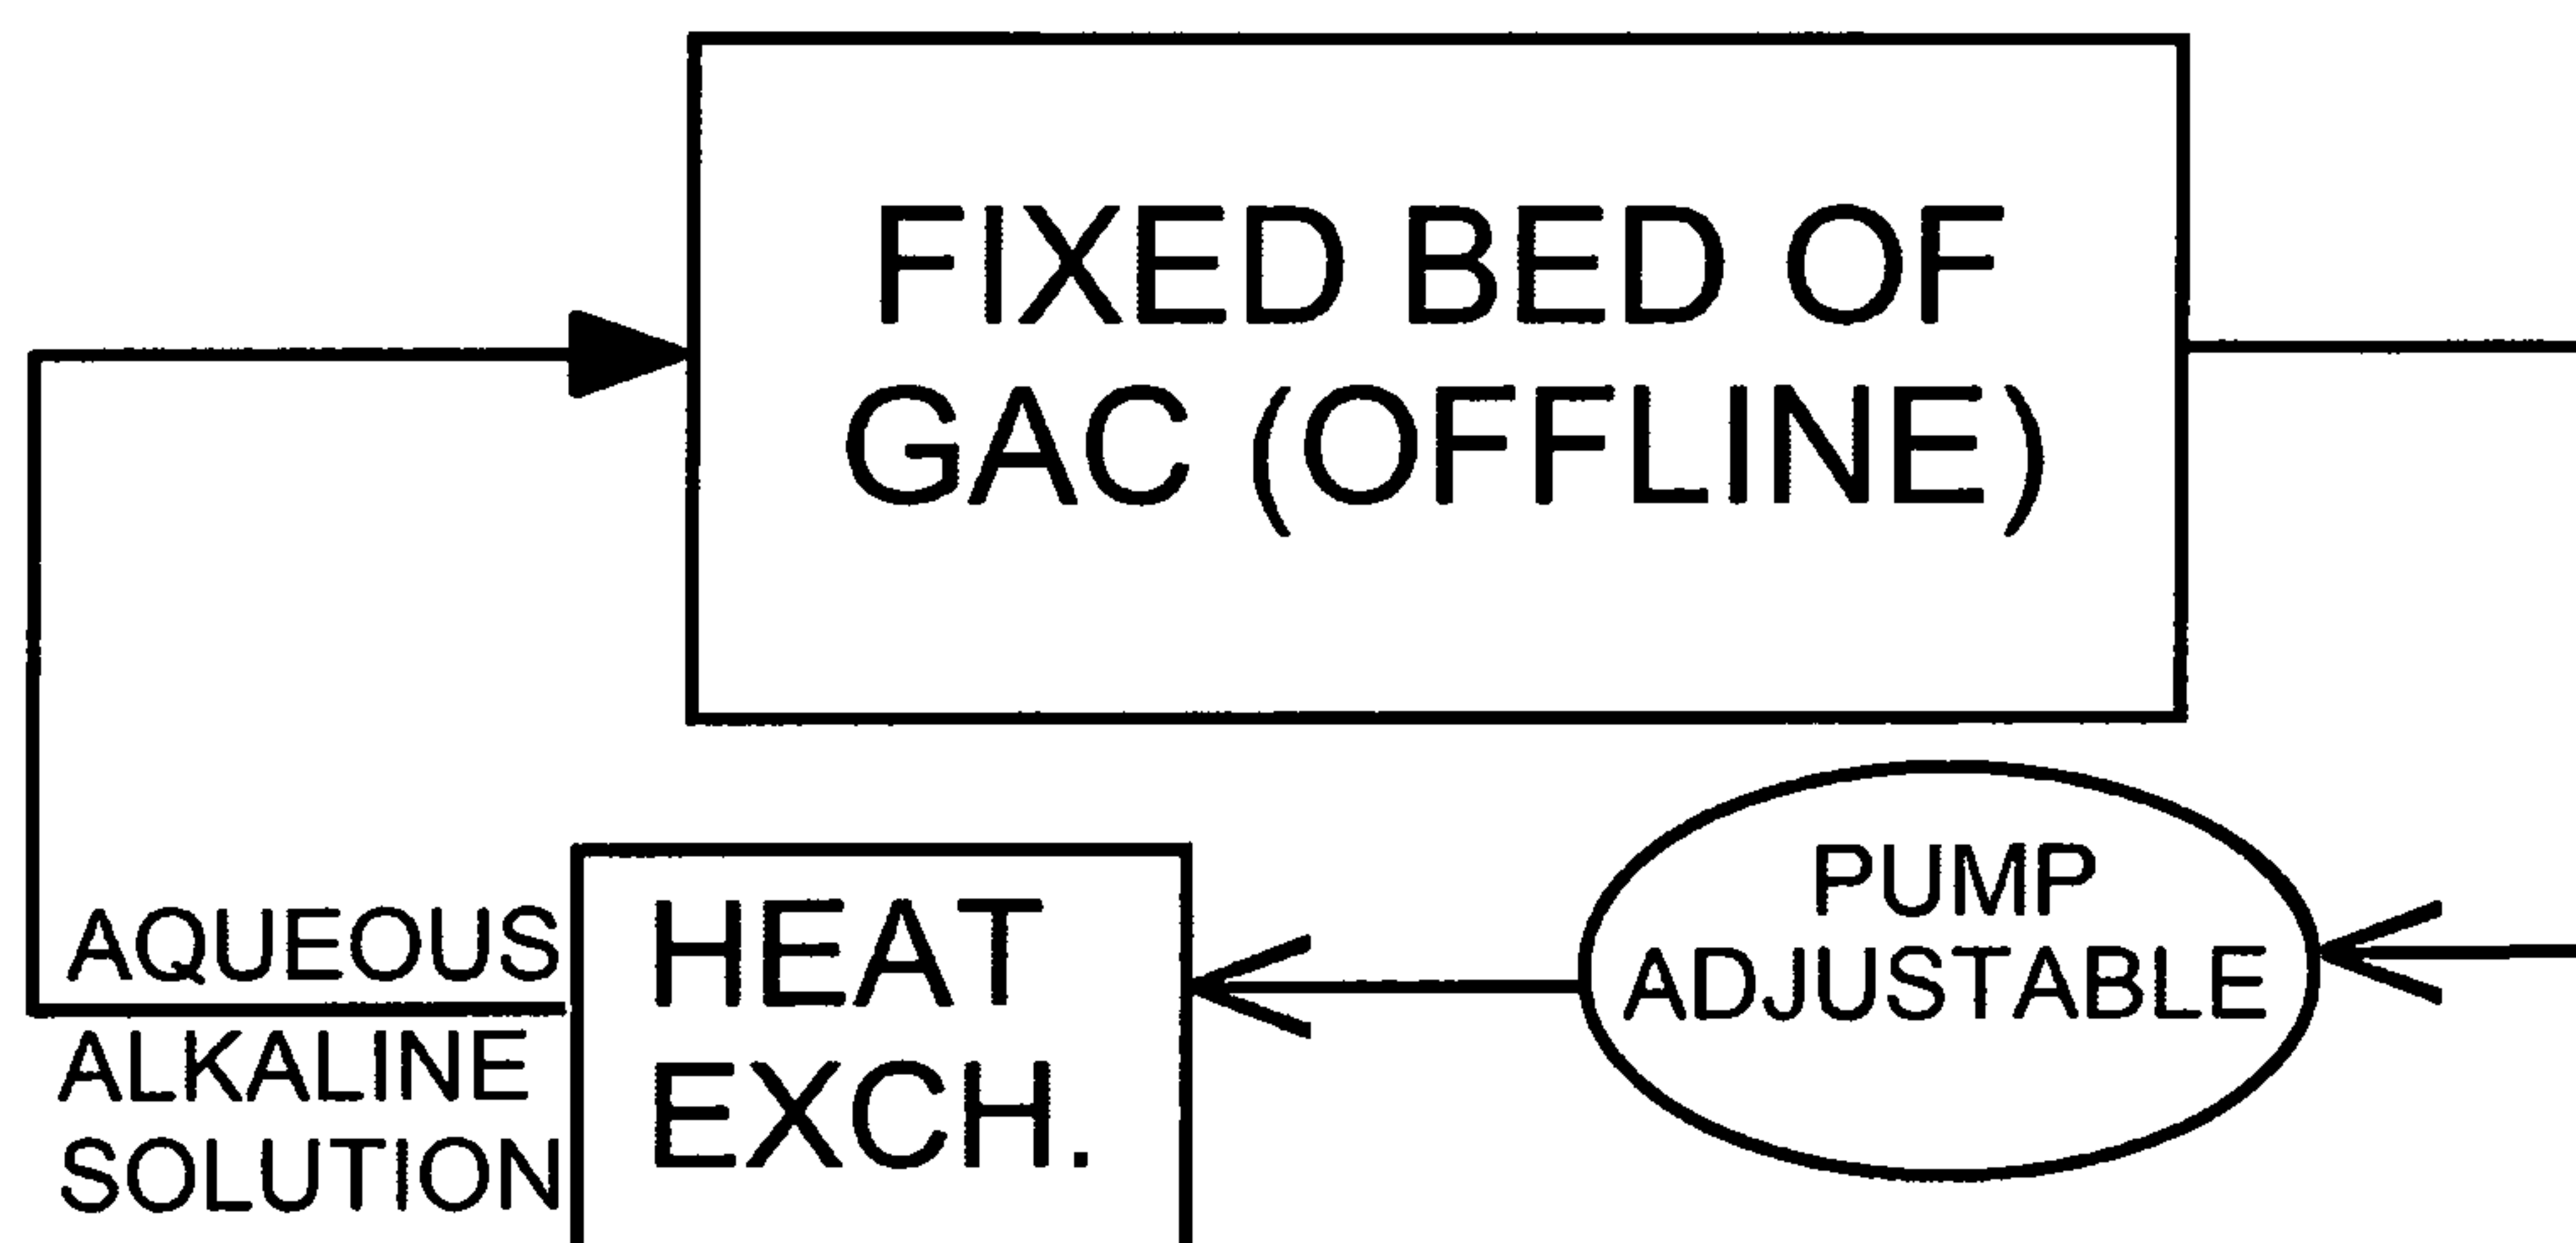 FIXED BED OF
GAC (OFFLINE)
PUMP
ADJUSTABLE
HEAT
EXCH.
AQUEOUS
ALKALINE
SOLUTION